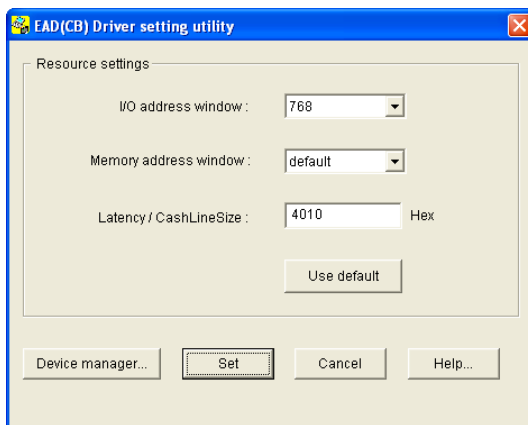 EAD(CB) Driver setting utility
Resource settings
I/O address window : 768
Memory address window : default
Latency / CashLineSize : 4010 Hex
Use default
Device manager... Set Cancel Help...